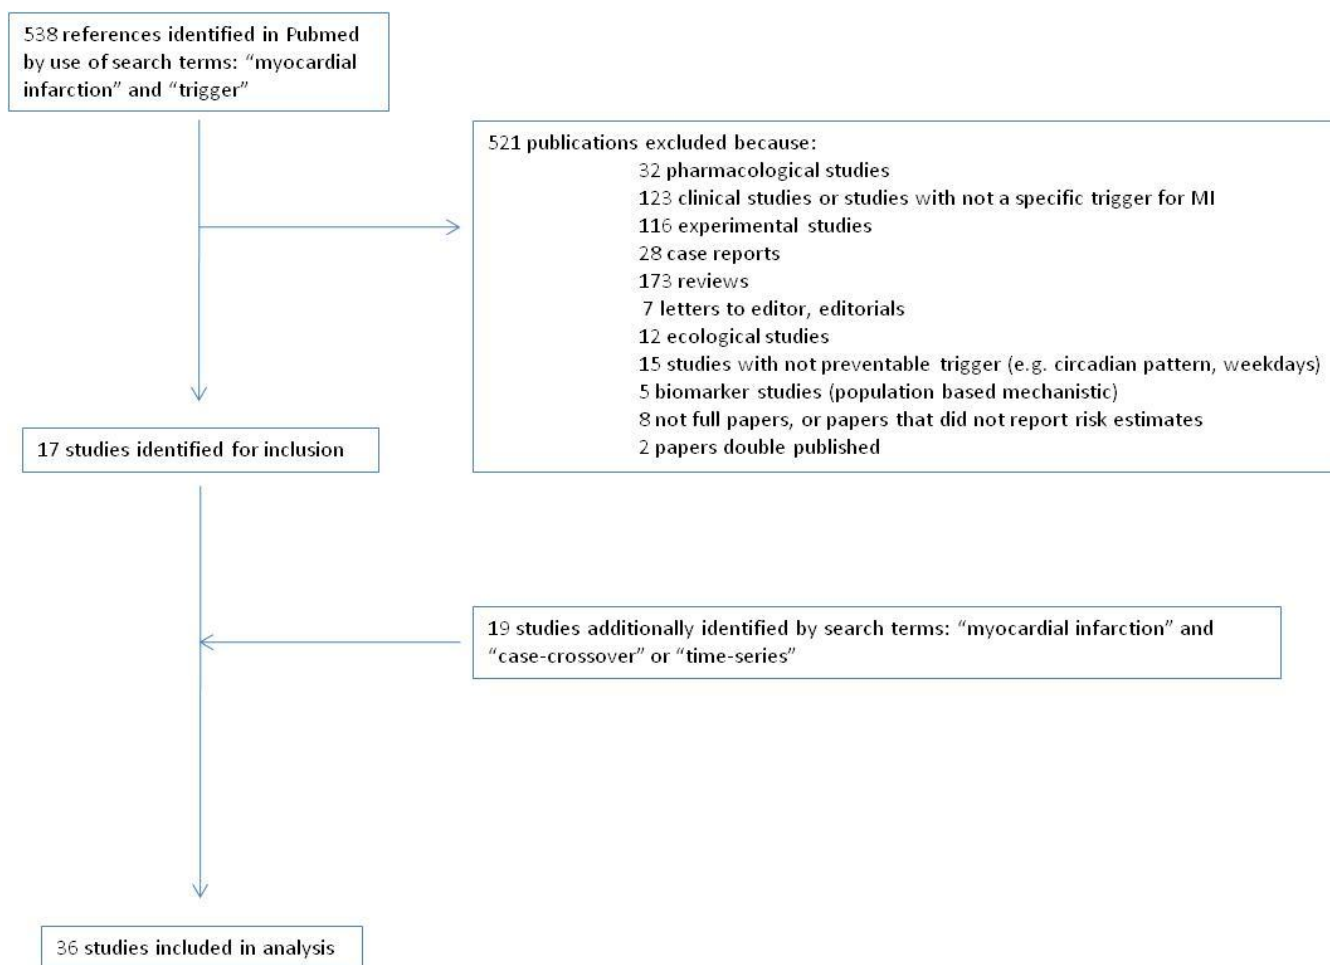 538 references identified in Pubmed
by use of search terms: “myocardial
infarction” and “trigger”
521 publications excluded because:
32 pharmacological studies
123 clinical studies or studies with not a specific trigger for MI
116 experimental studies
28 case reports
173 reviews
7 letters to editor, editorials
12 ecological studies
15 studies with not preventable trigger (e.g. circadian pattern, weekdays)
5 biomarker studies (population based mechanistic)
8 not full papers, or papers that did not report risk estimates
2 papers double published
17 studies identified for inclusion
19 studies additionally identified by search terms: “myocardial infarction” and
“case-crossover” or “time-series”
36 studies included in analysis